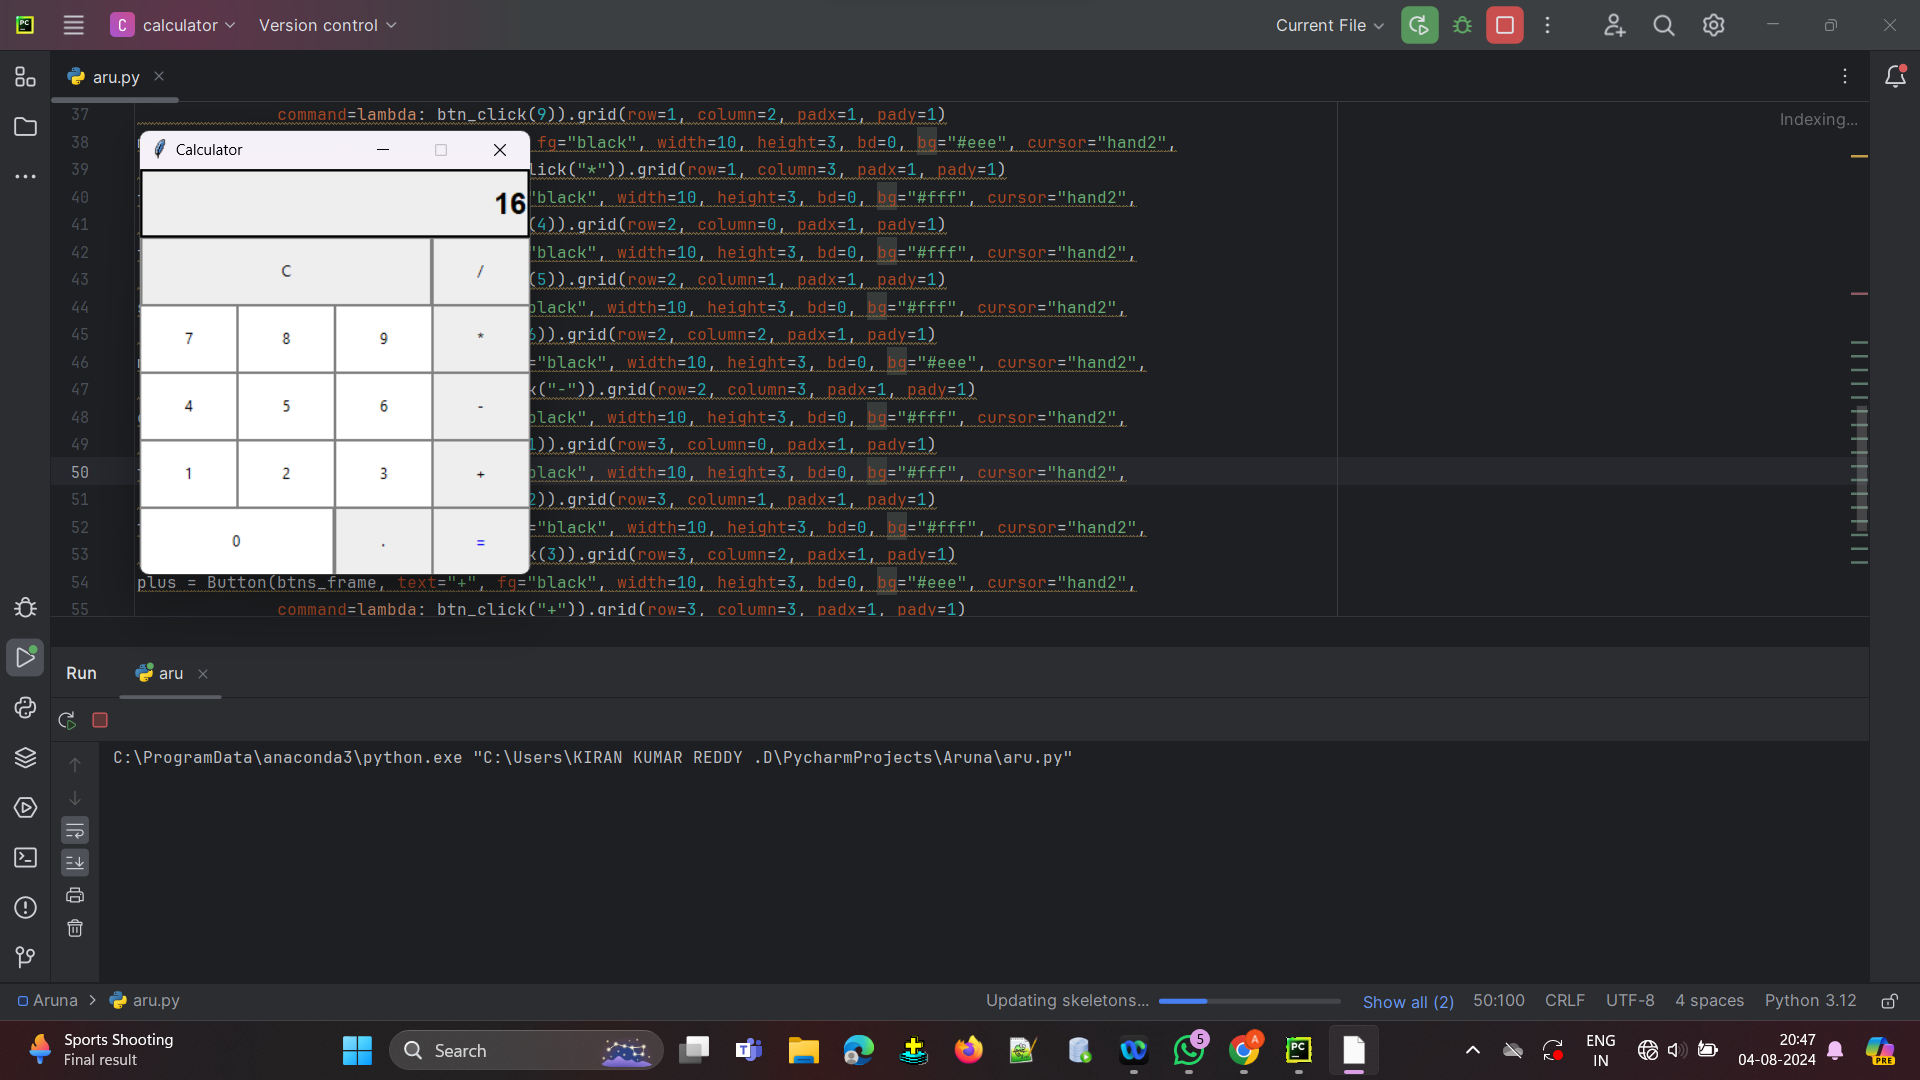 PC
C calculator Version control Current File
aru.py
Indexing...
37 command=lambda: btn_click(9)).grid(row=1, column=2, padx=1, pady=1)
38 fg="black", width=10, height=3, bd=0, bg="#eee", cursor="hand2",
39 lick("*")).grid(row=1, column=3, padx=1, pady=1)
40 "black", width=10, height=3, bd=0, bg="#fff", cursor="hand2",
41 (4)).grid(row=2, column=0, padx=1, pady=1)
42 "black", width=10, height=3, bd=0, bg="#fff", cursor="hand2",
43 (5)).grid(row=2, column=1, padx=1, pady=1)
44 black", width=10, height=3, bd=0, bg="#fff", cursor="hand2",
45 6)).grid(row=2, column=2, padx=1, pady=1)
46 ="black", width=10, height=3, bd=0, bg="#eee", cursor="hand2",
47 k("-")).grid(row=2, column=3, padx=1, pady=1)
48 black", width=10, height=3, bd=0, bg="#fff", cursor="hand2",
49 1)).grid(row=3, column=0, padx=1, pady=1)
50 black", width=10, height=3, bd=0, bg="#fff", cursor="hand2",
51 2)).grid(row=3, column=1, padx=1, pady=1)
52 ="black", width=10, height=3, bd=0, bg="#fff", cursor="hand2",
53 k(3)).grid(row=3, column=2, padx=1, pady=1)
54 plus = Button(btns_frame, text="+", fg="black", width=10, height=3, bd=0, bg="#eee", cursor="hand2",
55 command=lambda: btn_click("+")).grid(row=3, column=3, padx=1, pady=1)
Calculator
16
C /
7 8 9 *
4 5 6 -
1 2 3 +
0 . =
Run aru
C:\ProgramData\anaconda3\python.exe "C:\Users\KIRAN KUMAR REDDY .D\PycharmProjects\Aruna\aru.py"
Aruna > aru.py Updating skeletons... Show all (2) 50:100 CRLF UTF-8 4 spaces Python 3.12
Sports Shooting
Final result
Search
5
A
PC
ENG
IN
20:47
04-08-2024
PRE